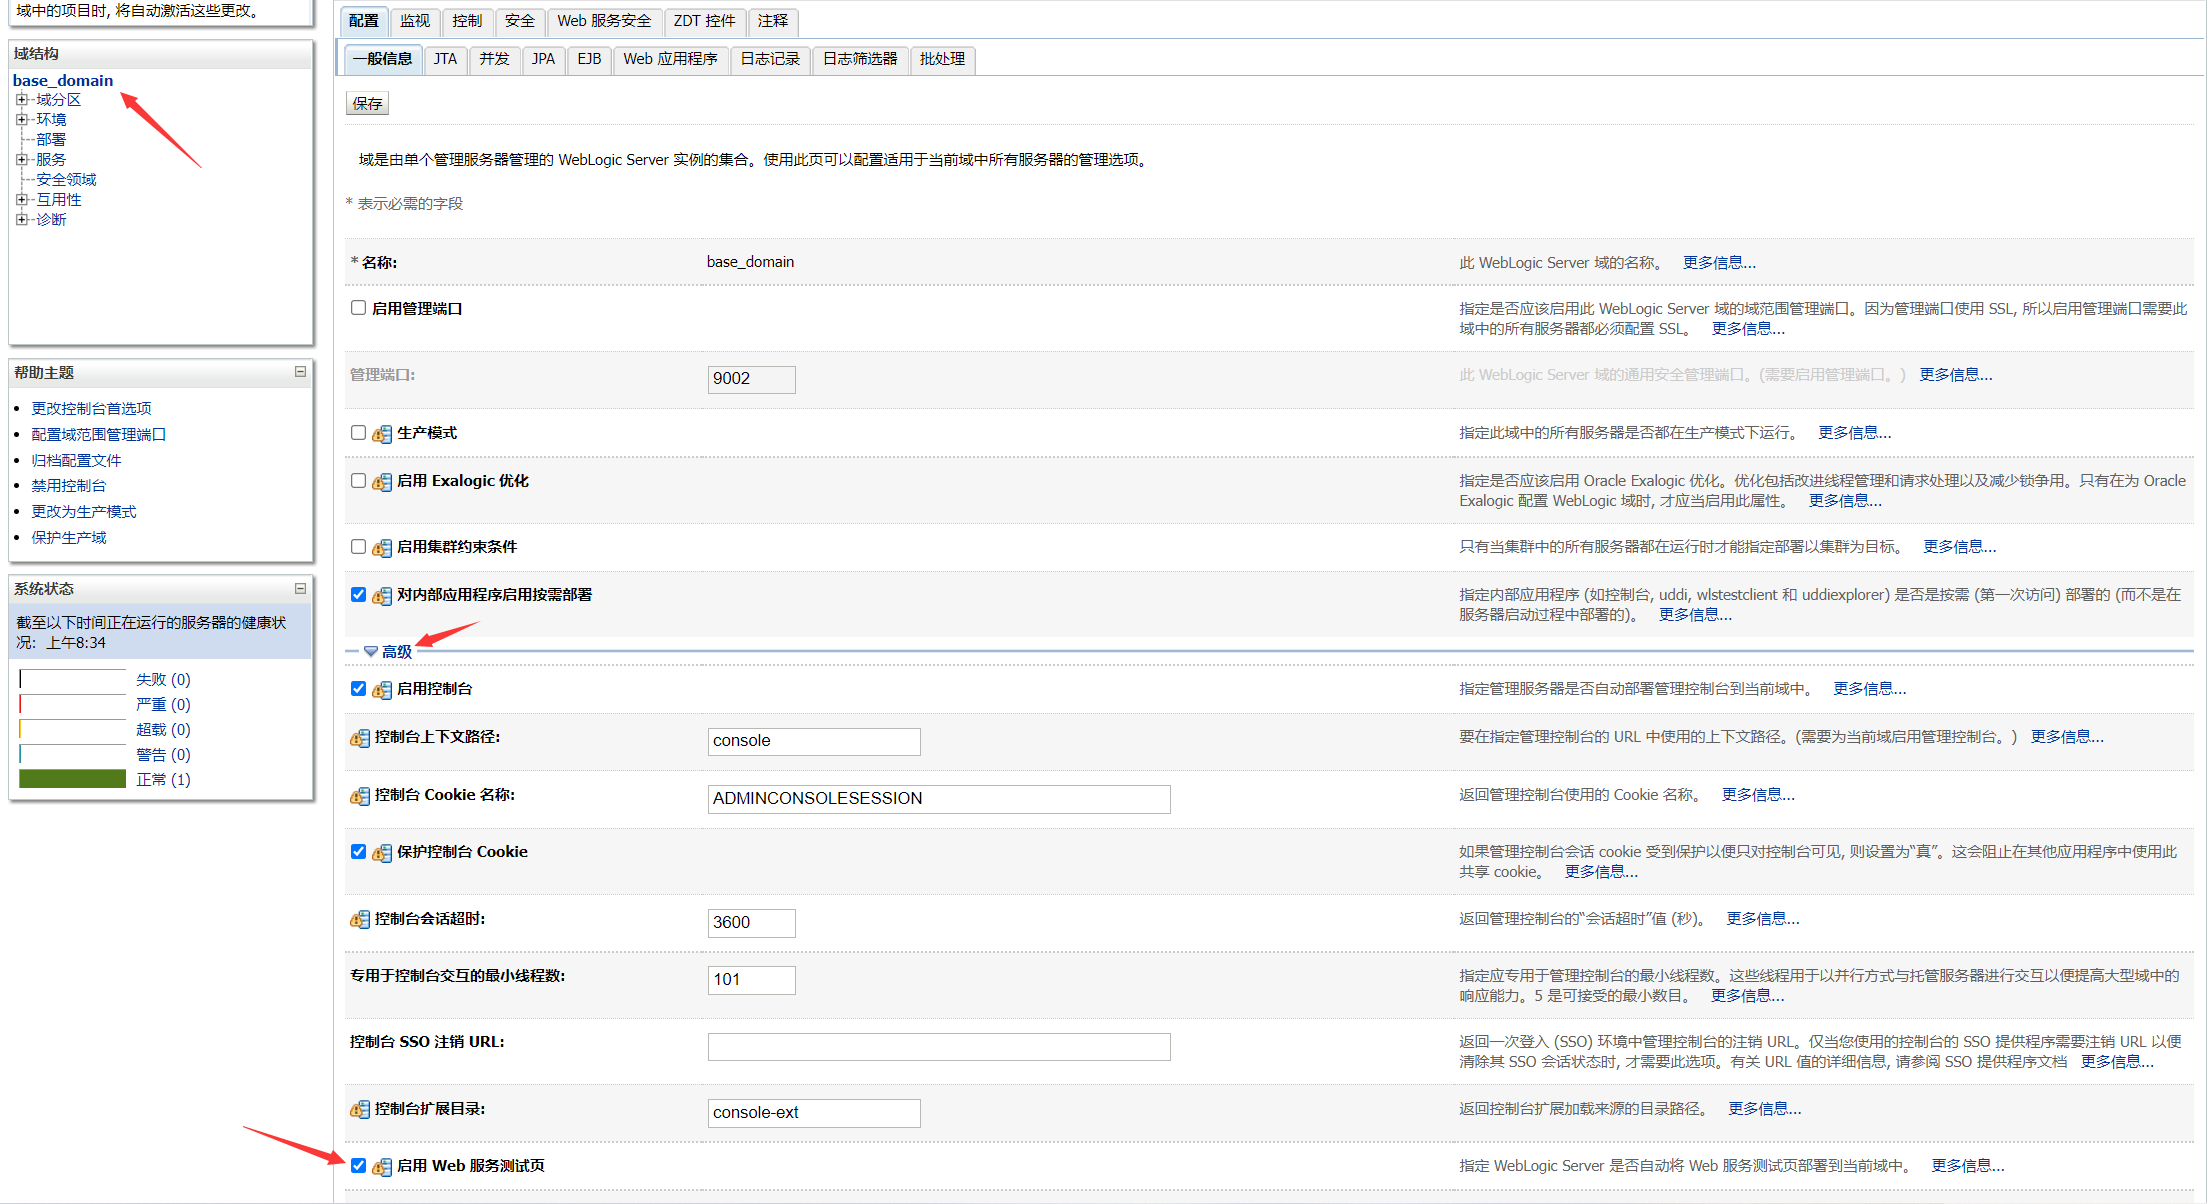 域中的项目时, 将自动激活这些更改。
域结构
base_domain
域分区
环境
部署
服务
安全领域
互用性
诊断
帮助主题
更改控制台首选项
配置域范围管理端口
归档配置文件
禁用控制台
更改为生产模式
保护生产域
系统状态
截至以下时间正在运行的服务器的健康状
况: 上午8:34
失败 (0)
严重 (0)
超载 (0)
警告 (0)
正常 (1)
配置 监视 控制 安全 Web 服务安全 ZDT 控件 注释
一般信息 JTA 并发 JPA EJB Web 应用程序 日志记录 日志筛选器 批处理
保存
域是由单个管理服务器管理的 WebLogic Server 实例的集合。使用此页可以配置适用于当前域中所有服务器的管理选项。
* 表示必需的字段
* 名称: base_domain 此 WebLogic Server 域的名称。 更多信息...
启用管理端口 指定是否应该启用此 WebLogic Server 域的域范围管理端口。因为管理端口使用 SSL, 所以启用管理端口需要此
域中的所有服务器都必须配置 SSL。 更多信息...
管理端口: 9002 此 WebLogic Server 域的通用安全管理端口。(需要启用管理端口。) 更多信息...
生产模式 指定此域中的所有服务器是否都在生产模式下运行。 更多信息...
启用 Exalogic 优化 指定是否应该启用 Oracle Exalogic 优化。优化包括改进线程管理和请求处理以及减少锁争用。只有在为 Oracle
Exalogic 配置 WebLogic 域时, 才应当启用此属性。 更多信息...
启用集群约束条件 只有当集群中的所有服务器都在运行时才能指定部署以集群为目标。 更多信息...
对内部应用程序启用按需部署 指定内部应用程序 (如控制台, uddi, wlstestclient 和 uddiexplorer) 是否是按需 (第一次访问) 部署的 (而不是在
服务器启动过程中部署的)。 更多信息...
高级
启用控制台 指定管理服务器是否自动部署管理控制台到当前域中。 更多信息...
控制台上下文路径: console 要在指定管理控制台的 URL 中使用的上下文路径。(需要为当前域启用管理控制台。) 更多信息...
控制台 Cookie 名称: ADMINCONSOLESESSION 返回管理控制台使用的 Cookie 名称。 更多信息...
保护控制台 Cookie 如果管理控制台会话 cookie 受到保护以便只对控制台可见, 则设置为“真”。这会阻止在其他应用程序中使用此
共享 cookie。 更多信息...
控制台会话超时: 3600 返回管理控制台的“会话超时”值 (秒)。 更多信息...
专用于控制台交互的最小线程数: 101 指定应专用于管理控制台的最小线程数。这些线程用于以并行方式与托管服务器进行交互以便提高大型域中的
响应能力。5 是可接受的最小数目。 更多信息...
控制台 SSO 注销 URL: 返回一次登入 (SSO) 环境中管理控制台的注销 URL。仅当您使用的控制台的 SSO 提供程序需要注销 URL 以便
清除其 SSO 会话状态时, 才需要此选项。有关 URL 值的详细信息, 请参阅 SSO 提供程序文档 更多信息...
控制台扩展目录: console-ext 返回控制台扩展加载来源的目录路径。 更多信息...
启用 Web 服务测试页 指定 WebLogic Server 是否自动将 Web 服务测试页部署到当前域中。 更多信息...